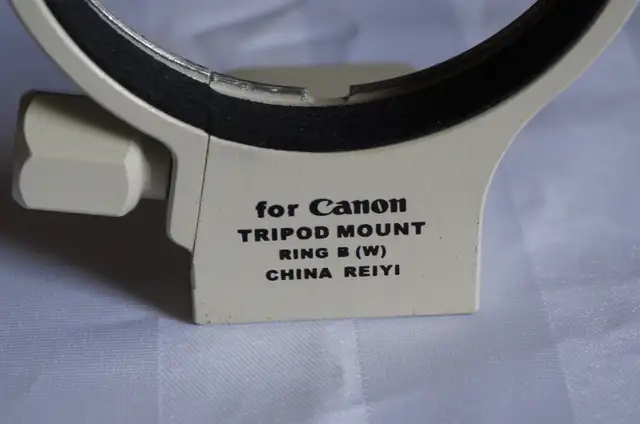 for Canon
TRIPOD MOUNT
RING B (W)
CHINA REIYI